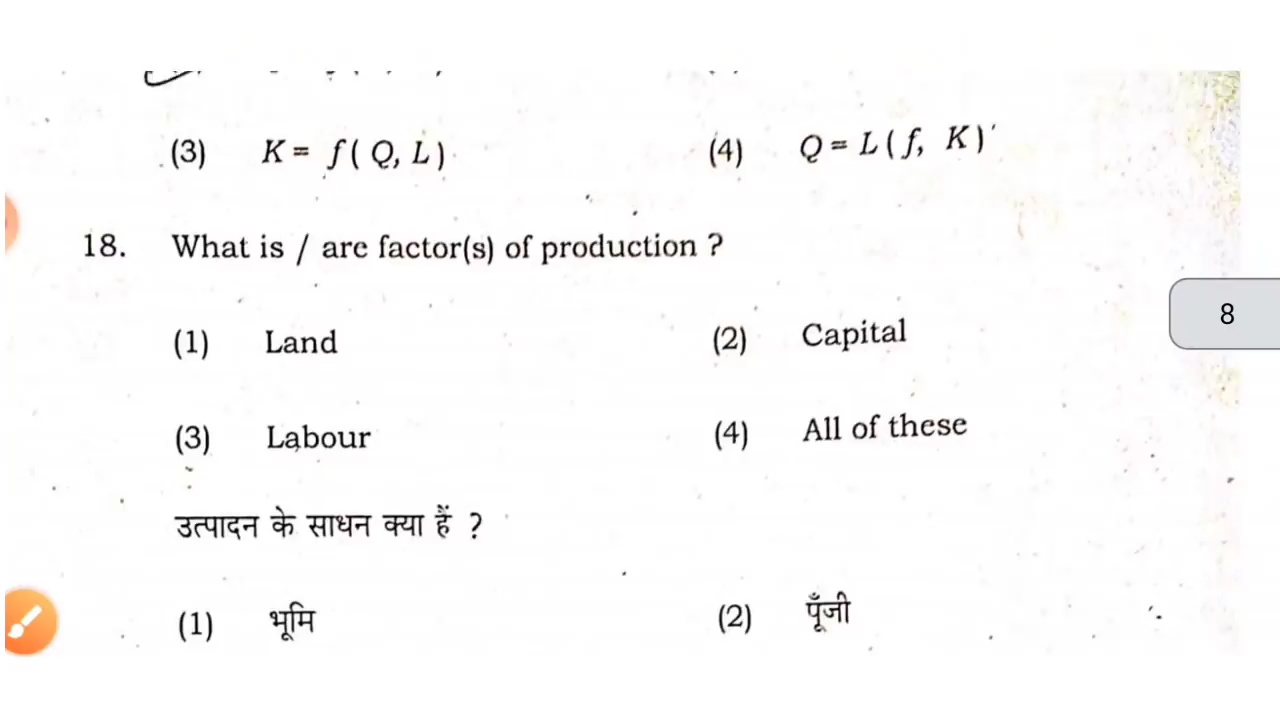 (3) K = f ( Q, L ) (4) Q = L ( f, K )
18. What is / are factor(s) of production ?
8
(1) Land (2) Capital
(3) Labour (4) All of these
उत्पादन के साधन क्या हैं ?
(1) भूमि (2) पूँजी